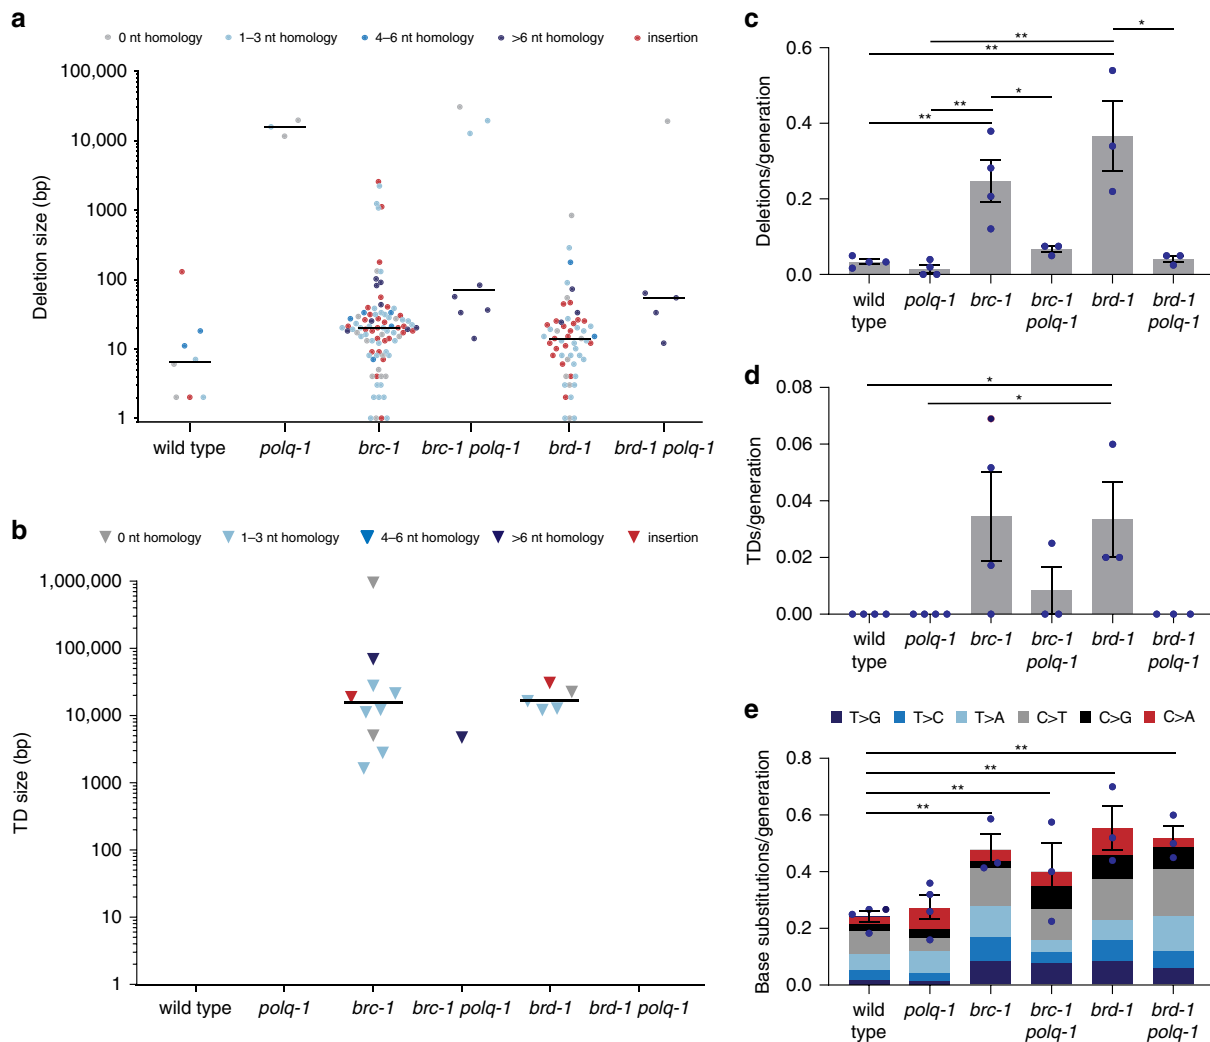 a
0 nt homology 1–3 nt homology 4–6 nt homology >6 nt homology insertion
Deletion size (bp)
100,000
10,000
1000
100
10
1
wild type polq-1 brc-1 brc-1 polq-1 brd-1 brd-1 polq-1
b
0 nt homology 1–3 nt homology 4–6 nt homology >6 nt homology insertion
TD size (bp)
1,000,000
100,000
10,000
1000
100
10
1
wild type polq-1 brc-1 brc-1 polq-1 brd-1 brd-1 polq-1
c
Deletions/generation
0.6
0.4
0.2
0.0
*
**
**
*
**
**
wild polq-1 brc-1 brc-1 brd-1 brd-1
type polq-1 polq-1
d
TDs/generation
0.08
0.06
0.04
0.02
0.00
*
*
wild polq-1 brc-1 brc-1 brd-1 brd-1
type polq-1 polq-1
e
T>G T>C T>A C>T C>G C>A
Base substitutions/generation
0.8
0.6
0.4
0.2
0.0
**
**
**
**
wild polq-1 brc-1 brc-1 brd-1 brd-1
type polq-1 polq-1